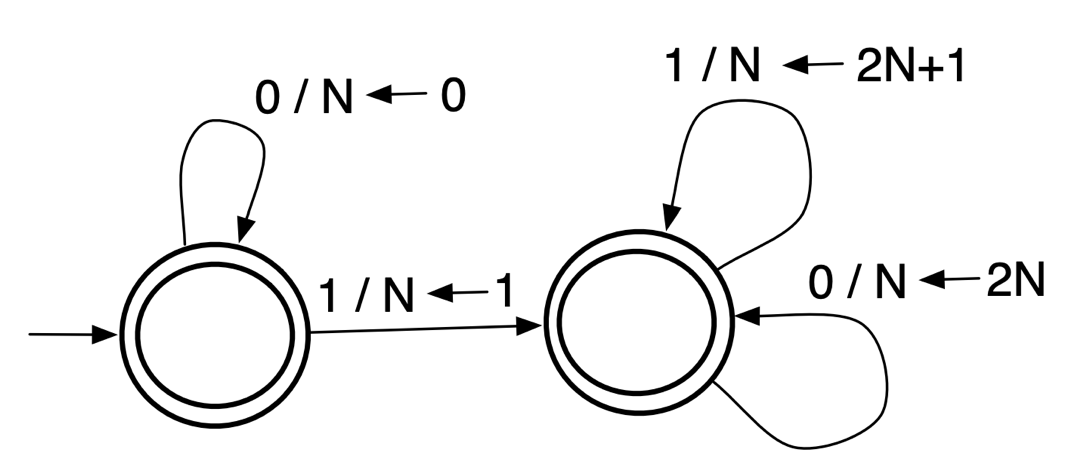 0 / N ← 0
1 / N ← 2N+1
1 / N ← 1
0 / N ← 2N